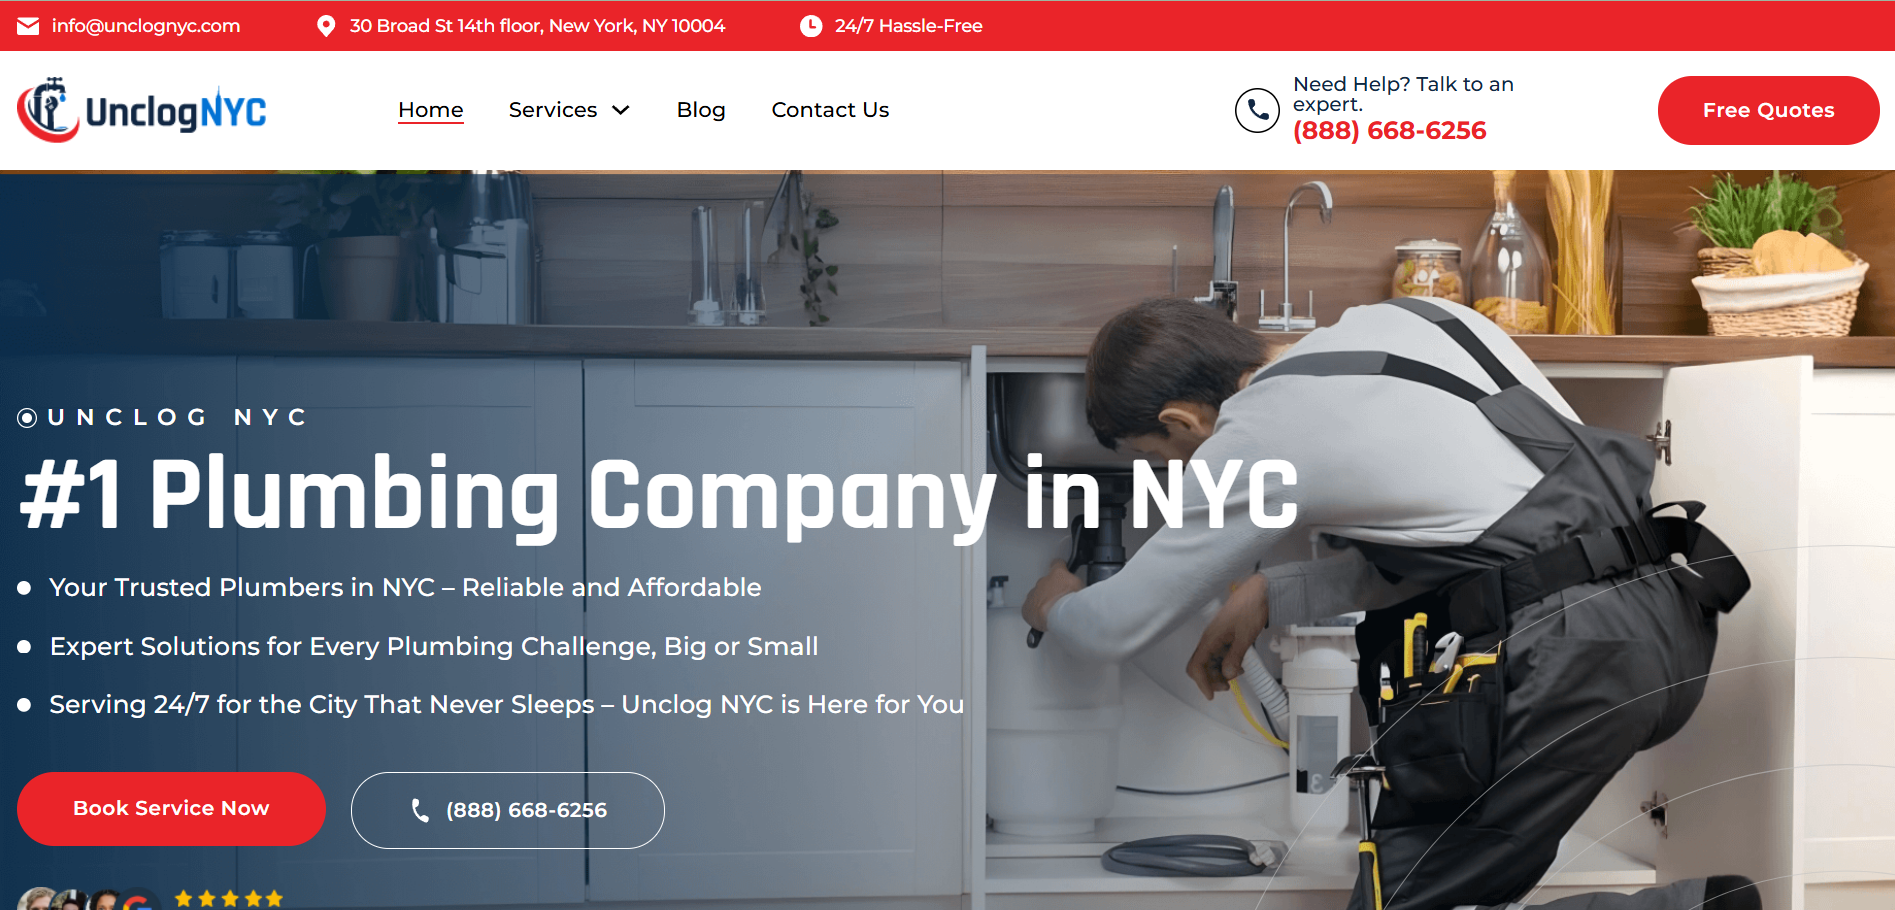 info@unclognyc.com
30 Broad St 14th floor, New York, NY 10004
24/7 Hassle-Free
UnclogNYC
Home
Services
Blog
Contact Us
Need Help? Talk to an
expert.
(888) 668-6256
Free Quotes
UNCLOG NYC
#1 Plumbing Company in NYC
Your Trusted Plumbers in NYC – Reliable and Affordable
Expert Solutions for Every Plumbing Challenge, Big or Small
Serving 24/7 for the City That Never Sleeps – Unclog NYC is Here for You
Book Service Now
(888) 668-6256